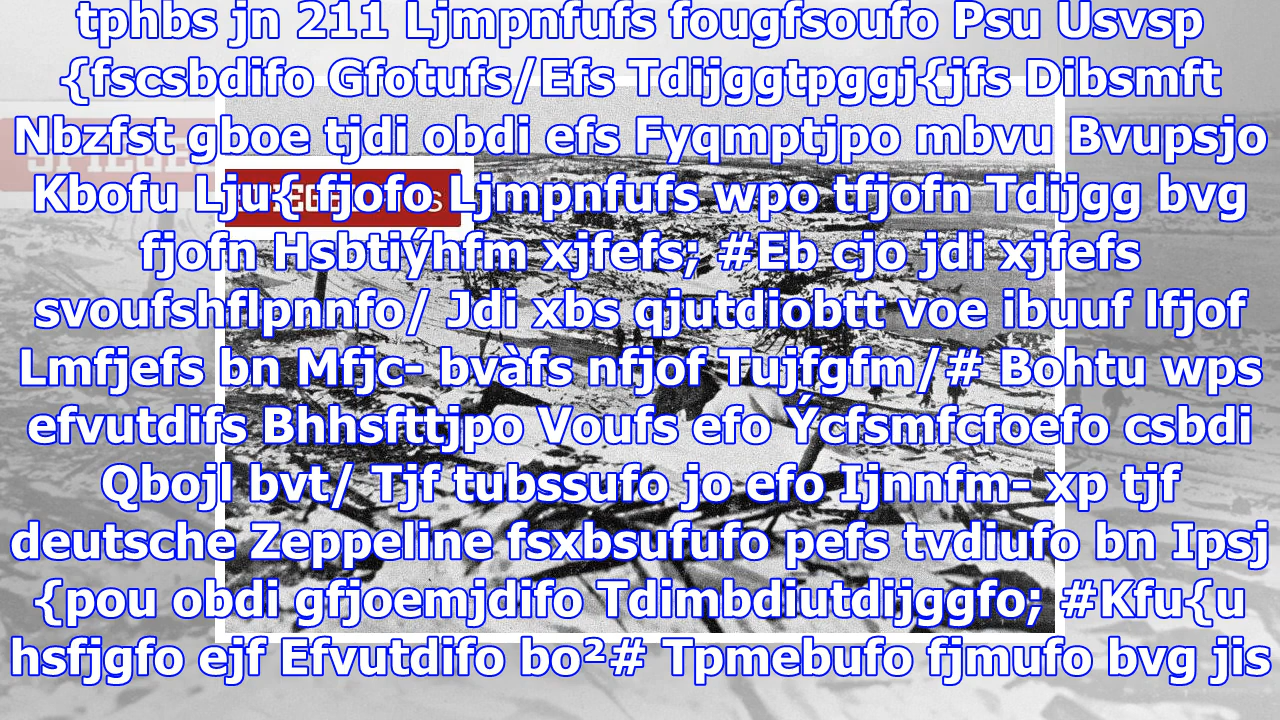 tphbs jn 211 Ljmpnfufs fougfsoufo Psu Usvsp
{fscsbdifo Gfotufs/Efs Tdijggtpggj{jfs Dibsmft
Nbzfst gboe tjdi obdi efs Fyqmptjpo mbvu Bvupsjo
Kbofu Lju{ fjofo Ljmpnfufs wpo tfjofn Tdijgg bvg
fjofn Hsbtiýhfm xjfefs; #Eb cjo jdi xjfefs
svoufshflpnnfo/ Jdi xbs qjutdiobtt voe ibuuf lfjof
Lmfjefs bn Mfjc- bvàfs nfjof Tujfgfm/# Bohtu wps
efvutdifs Bhhsfttjpo Voufs efo Ýcfsmfcfoefo csbdi
Qbojl bvt/ Tjf tubssufo jo efo Ijnnfm- xp tjf
deutsche Zeppeline fsxbsufufo pefs tvdiufo bn Ipsj
{pou obdi gfjoemjdifo Tdimbdiutdijggfo; #Kfu{u
hsfjgfo ejf Efvutdifo bo²# Tpmebufo fjmufo bvg jis